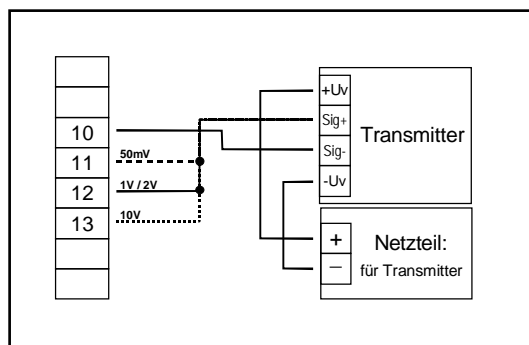 10
11
12
13
50mV
1V / 2V
10V
+Uv
Sig+
Sig-
-Uv
Transmitter
+
−
Netzteil:
für Transmitter